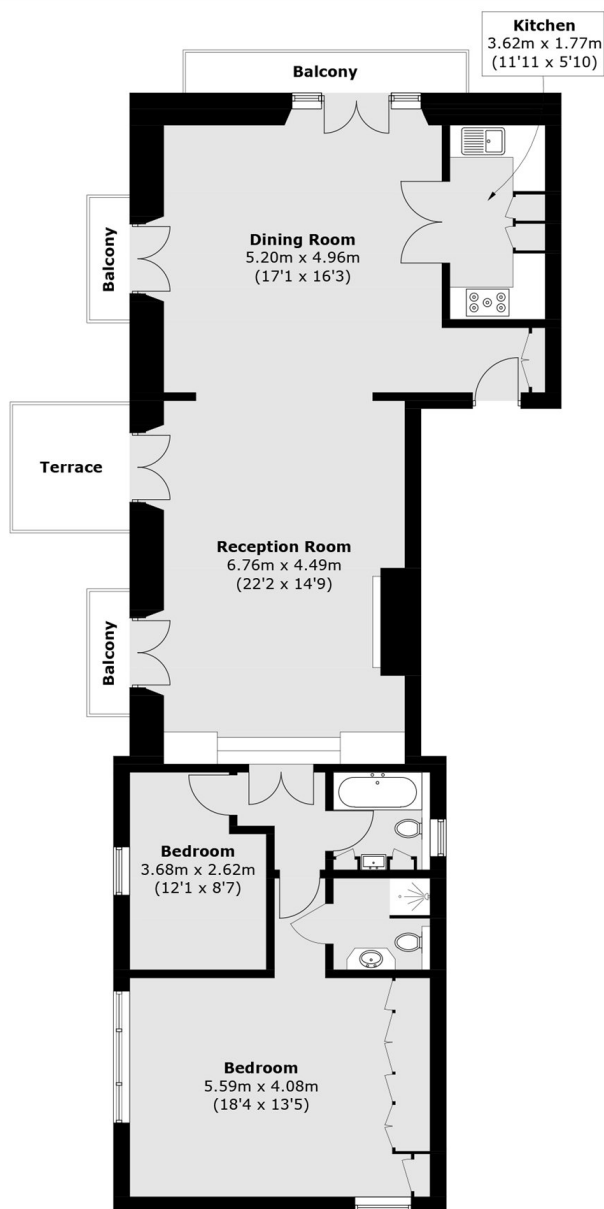 Kitchen
3.62m x 1.77m
(11'11 x 5'10)
Balcony
Balcony
Dining Room
5.20m x 4.96m
(17'1 x 16'3)
Terrace
Reception Room
6.76m x 4.49m
(22'2 x 14'9)
Balcony
Bedroom
3.68m x 2.62m
(12'1 x 8'7)
Bedroom
5.59m x 4.08m
(18'4 x 13'5)